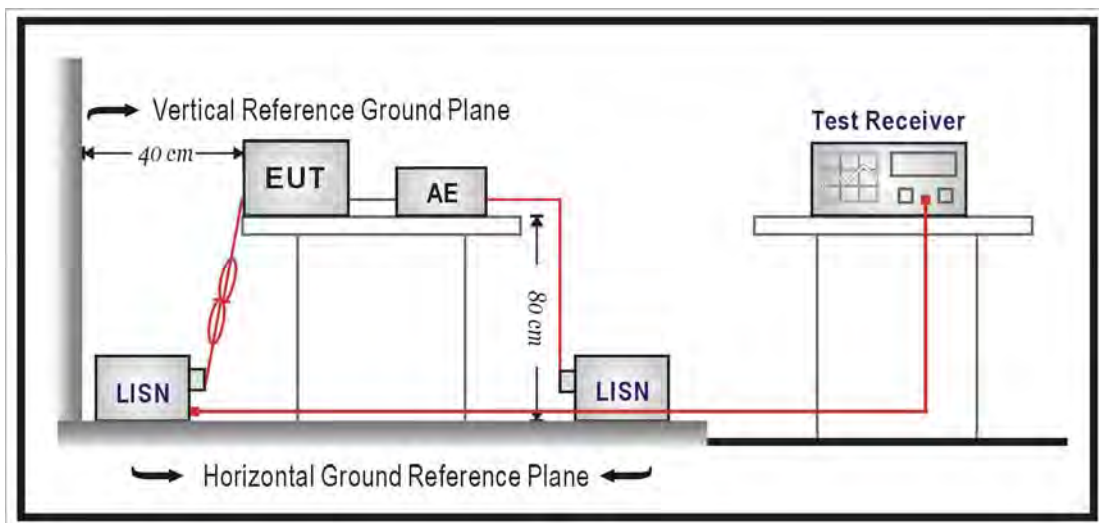 Vertical Reference Ground Plane
Test Receiver
40 cm
EUT
AE
80 cm
LISN
LISN
Horizontal Ground Reference Plane